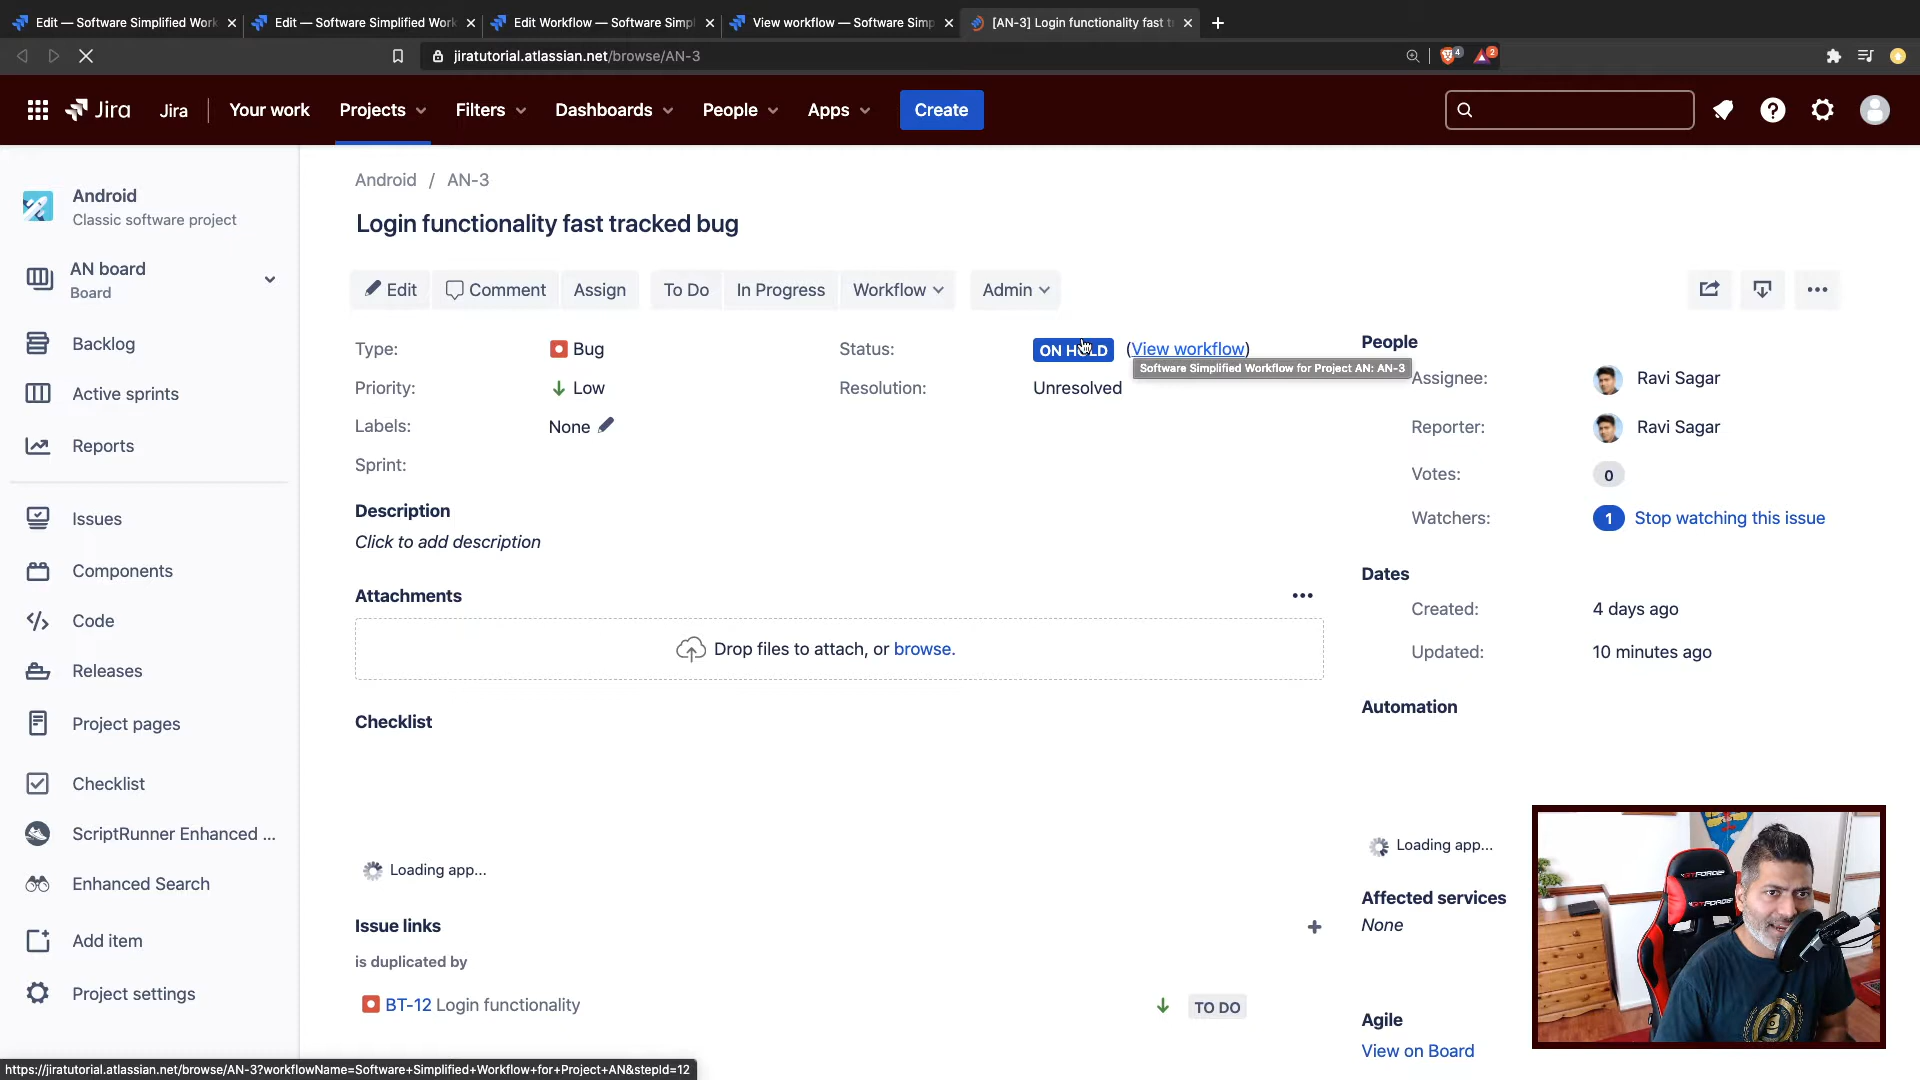 Edit — Software Simplified Work
Edit — Software Simplified Work
Edit Workflow — Software Simpl
View workflow — Software Simp
[AN-3] Login functionality fast t
jiratutorial.atlassian.net/browse/AN-3
4
2
Jira
Jira
Your work
Projects
Filters
Dashboards
People
Apps
Create
Android
Classic software project
AN board
Board
Backlog
Active sprints
Reports
Issues
Components
Code
Releases
Project pages
Checklist
ScriptRunner Enhanced ...
Enhanced Search
Add item
Project settings
Android / AN-3
Login functionality fast tracked bug
Edit
Comment
Assign
To Do
In Progress
Workflow
Admin
Type: Bug
Status: ON HOLD (View workflow)
Software Simplified Workflow for Project AN: AN-3
Priority: Low
Resolution: Unresolved
Labels: None
Sprint:
Description
Click to add description
Attachments
Drop files to attach, or browse.
Checklist
Loading app...
Issue links
is duplicated by
BT-12 Login functionality
TO DO
People
Assignee: Ravi Sagar
Reporter: Ravi Sagar
Votes: 0
Watchers: 1 Stop watching this issue
Dates
Created: 4 days ago
Updated: 10 minutes ago
Automation
Loading app...
Affected services
None
Agile
View on Board
GTFORCE
https://jiratutorial.atlassian.net/browse/AN-3?workflowName=Software+Simplified+Workflow+for+Project+AN&stepId=12